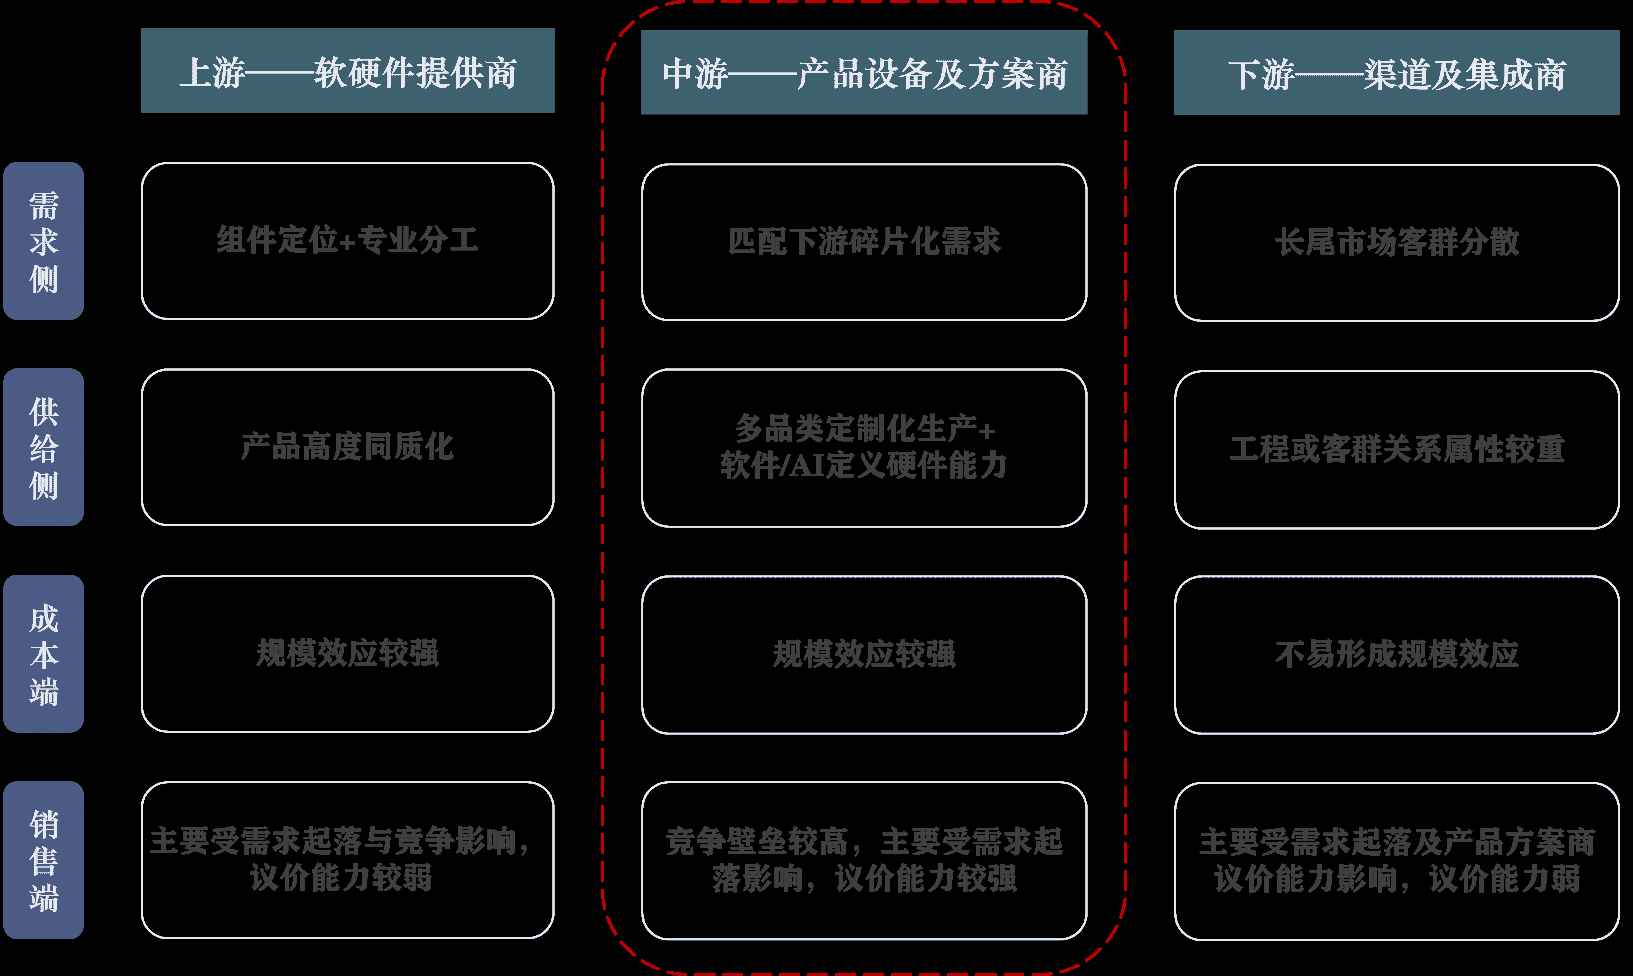 上游——软硬件提供商
中游——产品设备及方案商
下游——渠道及集成商
需求侧
组件定位+专业分工
匹配下游碎片化需求
长尾市场客群分散
供给侧
产品高度同质化
多品类定制化生产+
软件/AI定义硬件能力
工程或客群关系属性较重
成本端
规模效应较强
规模效应较强
不易形成规模效应
销售端
主要受需求起落与竞争影响，
议价能力较弱
竞争壁垒较高，主要受需求起
落影响，议价能力较强
主要受需求起落及产品方案商
议价能力影响，议价能力弱